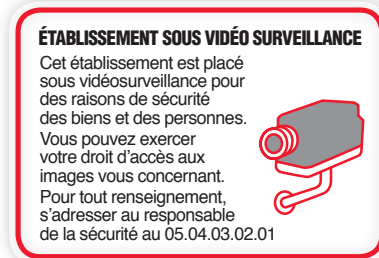 ÉTABLISSEMENT SOUS VIDÉO SURVEILLANCE
Cet établissement est placé
sous vidéosurveillance pour
des raisons de sécurité
des biens et des personnes.
Vous pouvez exercer
votre droit d’accès aux
images vous concernant.
Pour tout renseignement,
s’adresser au responsable
de la sécurité au 05.04.03.02.01